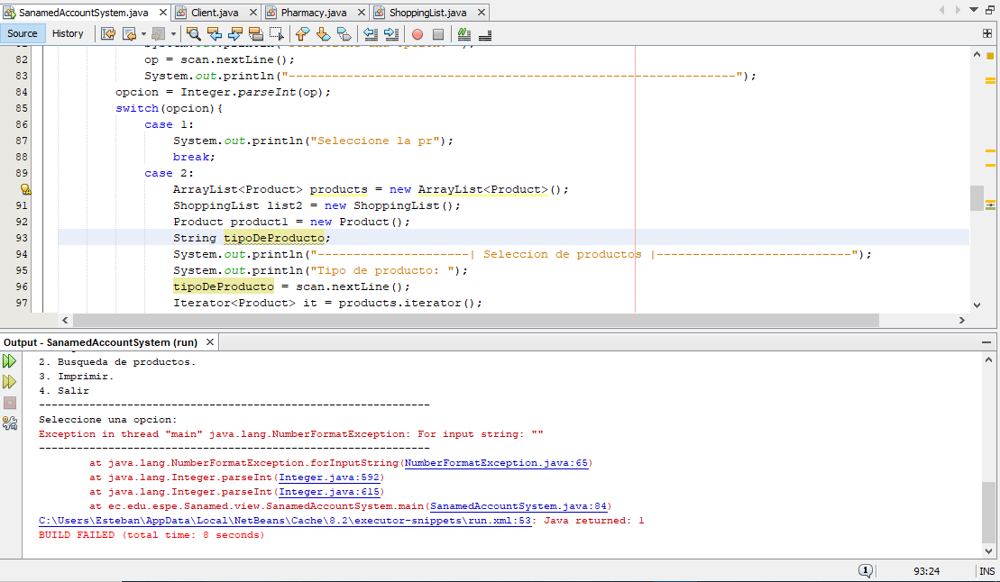 SanamedAccountSystem.java
Client.java
Pharmacy.java
ShoppingList.java
Source
History
82 op = scan.nextLine();
83 System.out.println("--------------------------------------------------------------");
84 opcion = Integer.parseInt(op);
85 switch(opcion){
86 case 1:
87 System.out.println("Seleccione la pr");
88 break;
89 case 2:
ArrayList<Product> products = new ArrayList<Product>();
91 ShoppingList list2 = new ShoppingList();
92 Product product1 = new Product();
93 String tipoDeProducto;
94 System.out.println("---------------------| Seleccion de productos |---------------------------");
95 System.out.println("Tipo de producto: ");
96 tipoDeProducto = scan.nextLine();
97 Iterator<Product> it = products.iterator();
Output - SanamedAccountSystem (run)
2. Busqueda de productos.
3. Imprimir.
4. Salir
--------------------------------------------------------------
Seleccione una opcion:
Exception in thread "main" java.lang.NumberFormatException: For input string: ""
--------------------------------------------------------------
at java.lang.NumberFormatException.forInputString(NumberFormatException.java:65)
at java.lang.Integer.parseInt(Integer.java:592)
at java.lang.Integer.parseInt(Integer.java:615)
at ec.edu.espe.Sanamed.view.SanamedAccountSystem.main(SanamedAccountSystem.java:84)
C:\Users\Esteban\AppData\Local\NetBeans\Cache\8.2\executor-snippets\run.xml:53: Java returned: 1
BUILD FAILED (total time: 8 seconds)
1
93:24
INS